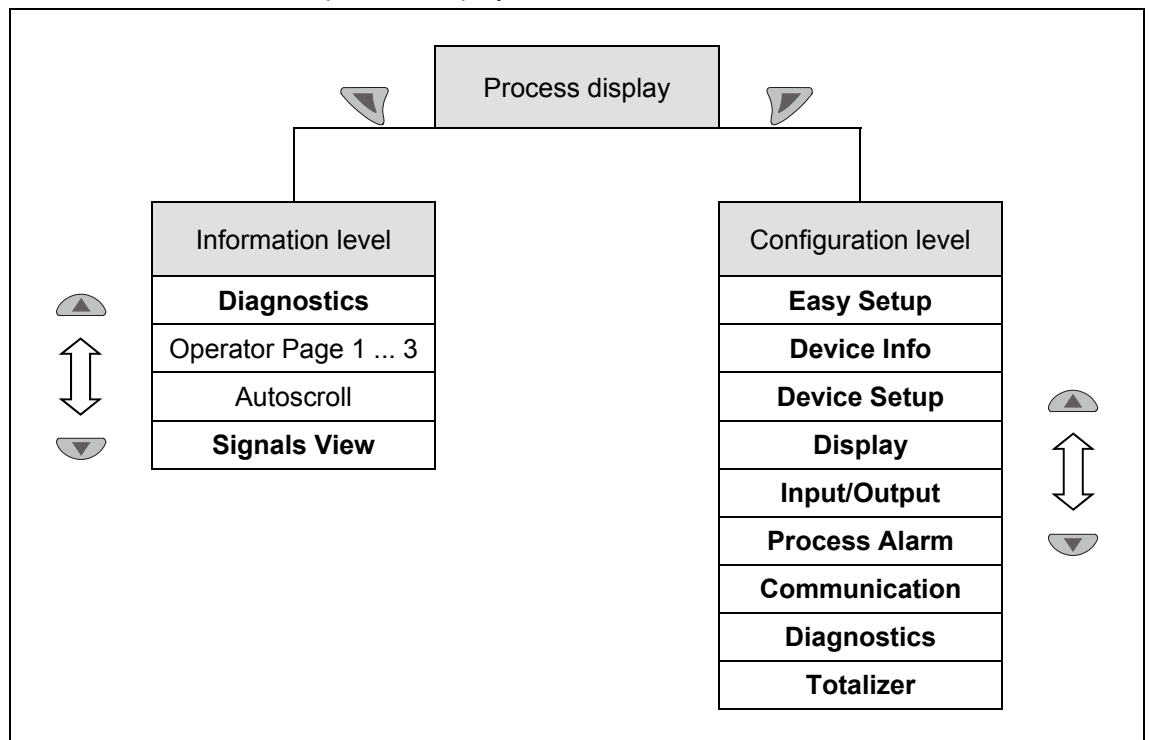 Process display
Information level
Diagnostics
Operator Page 1 ... 3
Autoscroll
Signals View
Configuration level
Easy Setup
Device Info
Device Setup
Display
Input/Output
Process Alarm
Communication
Diagnostics
Totalizer